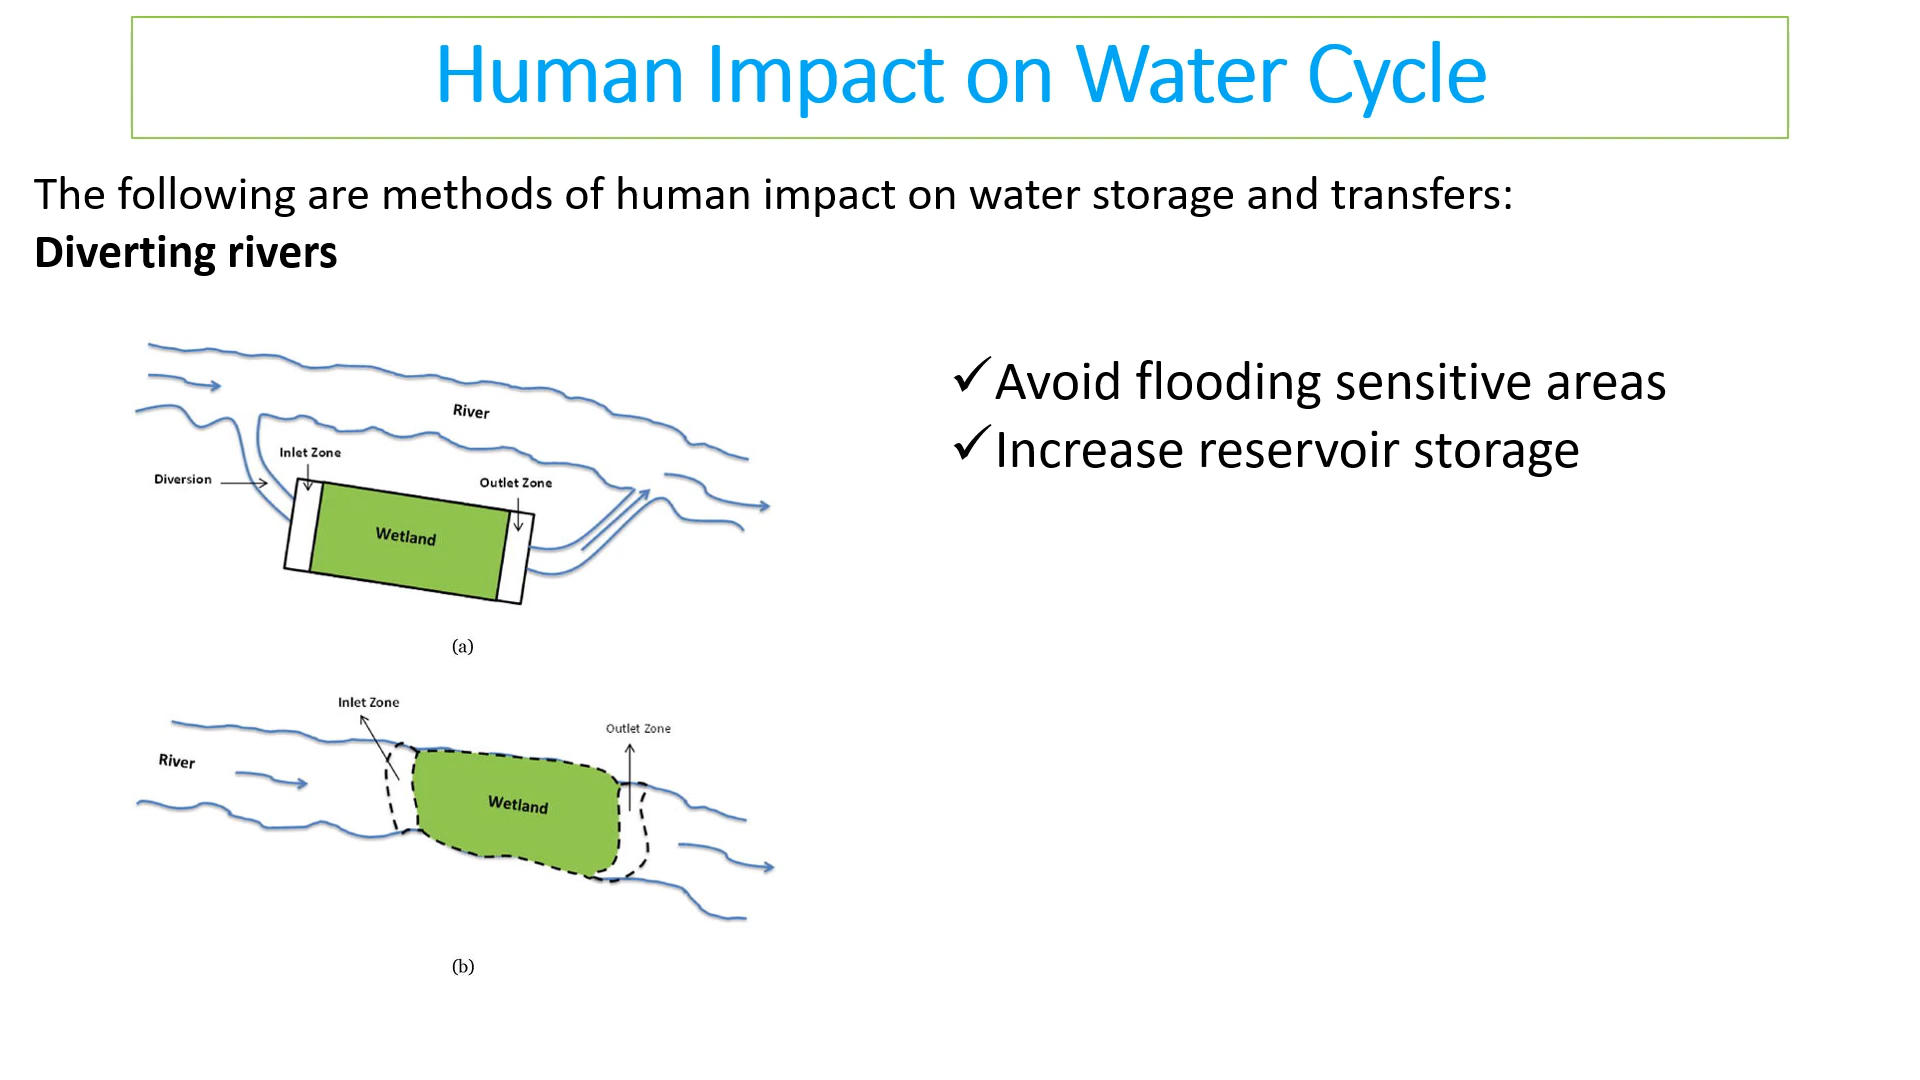 Human Impact on Water Cycle
The following are methods of human impact on water storage and transfers:
Diverting rivers
River
Inlet Zone
Diversion
Outlet Zone
Wetland
(a)
Inlet Zone
Outlet Zone
River
Wetland
(b)
✓Avoid flooding sensitive areas
✓Increase reservoir storage